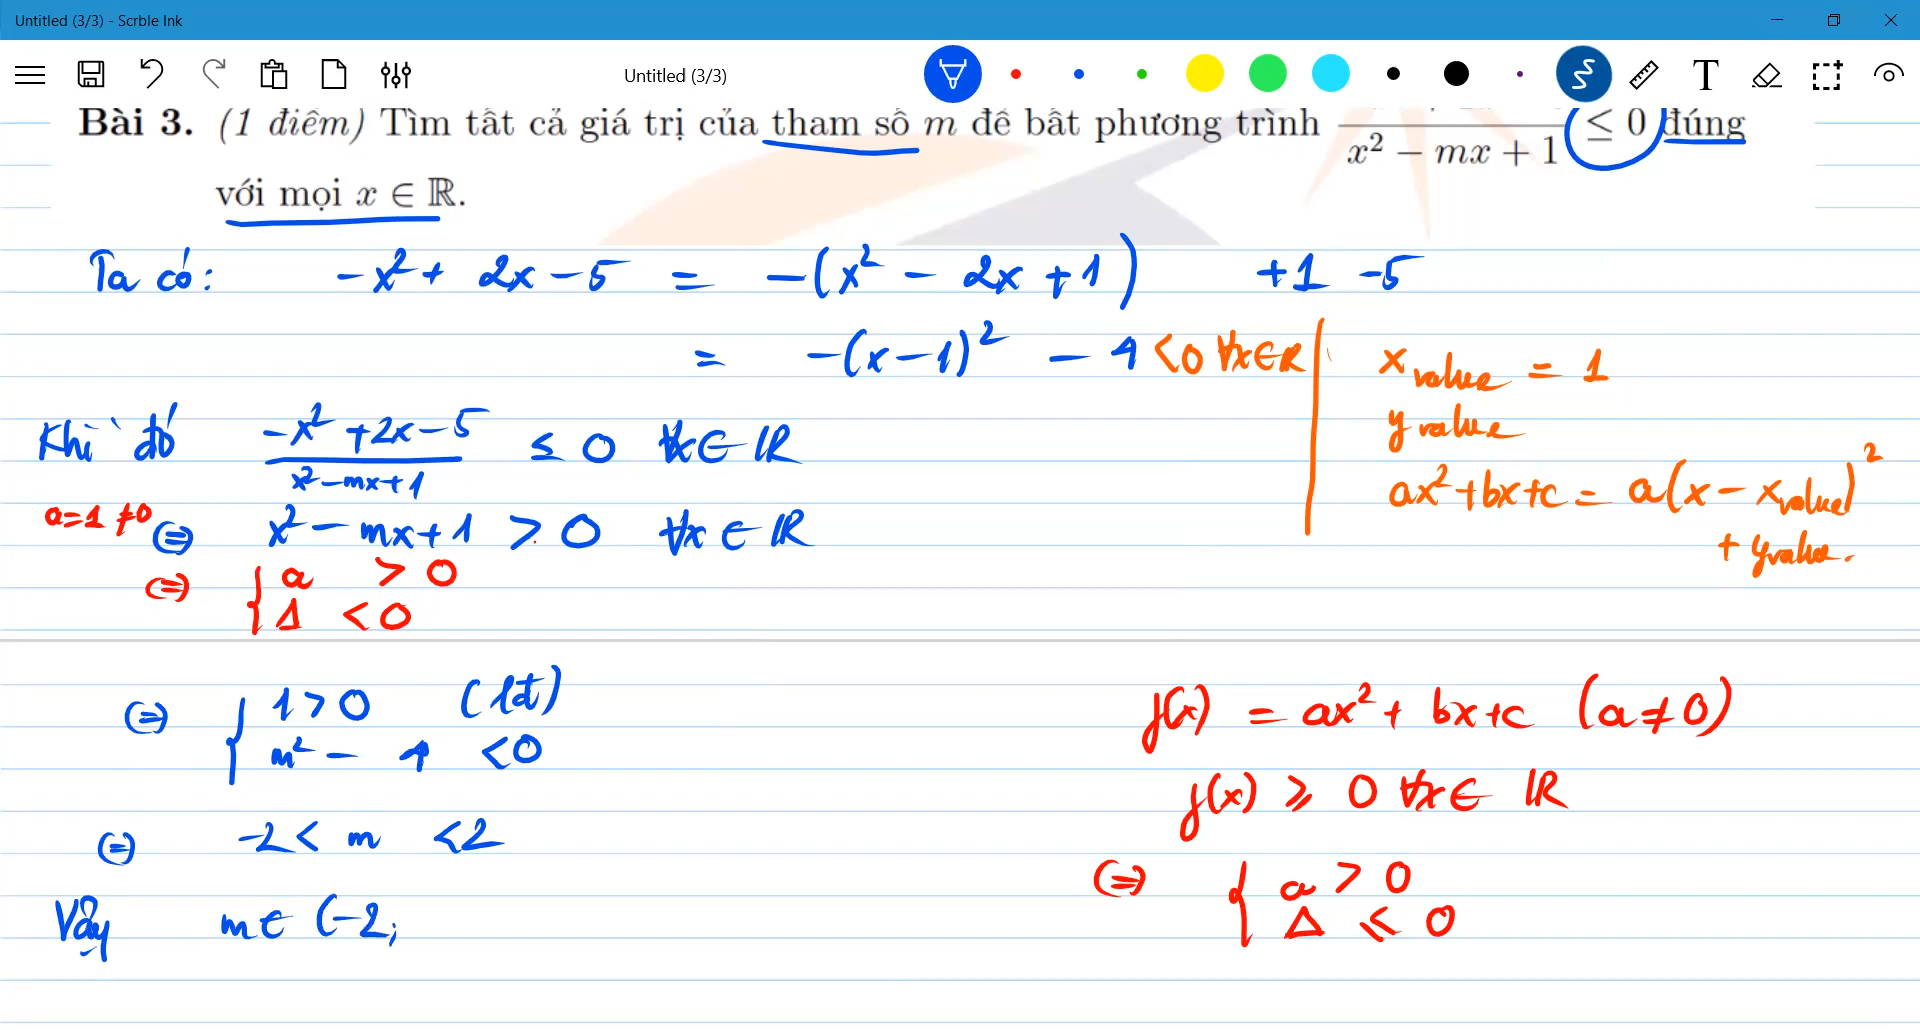 Untitled (3/3) - Scrble Ink
Untitled (3/3)
T
Bài 3. (1 điểm) Tìm tất cả giá trị của tham số m để bất phương trình
x² − mx + 1 ≤ 0 đúng
với mọi x ∈ ℝ.
Ta có: -x² + 2x - 5 = -(x² - 2x + 1) + 1 - 5
= -(x - 1)² - 4 < 0 ∀x∈R
x value = 1
y value
ax² + bx + c = a(x - x value)²
+ y value.
Khi đó (-x² + 2x - 5)/(x² - mx + 1) ≤ 0 ∀x ∈ ℝ
a = 1 ≠ 0
⇔ x² - mx + 1 > 0 ∀x ∈ ℝ
⇔ { a > 0
Δ < 0
⇔ { 1 > 0 (lđ)
m² - 4 < 0
⇔ -2 < m < 2
Vậy m ∈ (-2;
f(x) = ax² + bx + c (a ≠ 0)
f(x) ⩾ 0 ∀x ∈ ℝ
⇔ { a > 0
Δ ⩽ 0